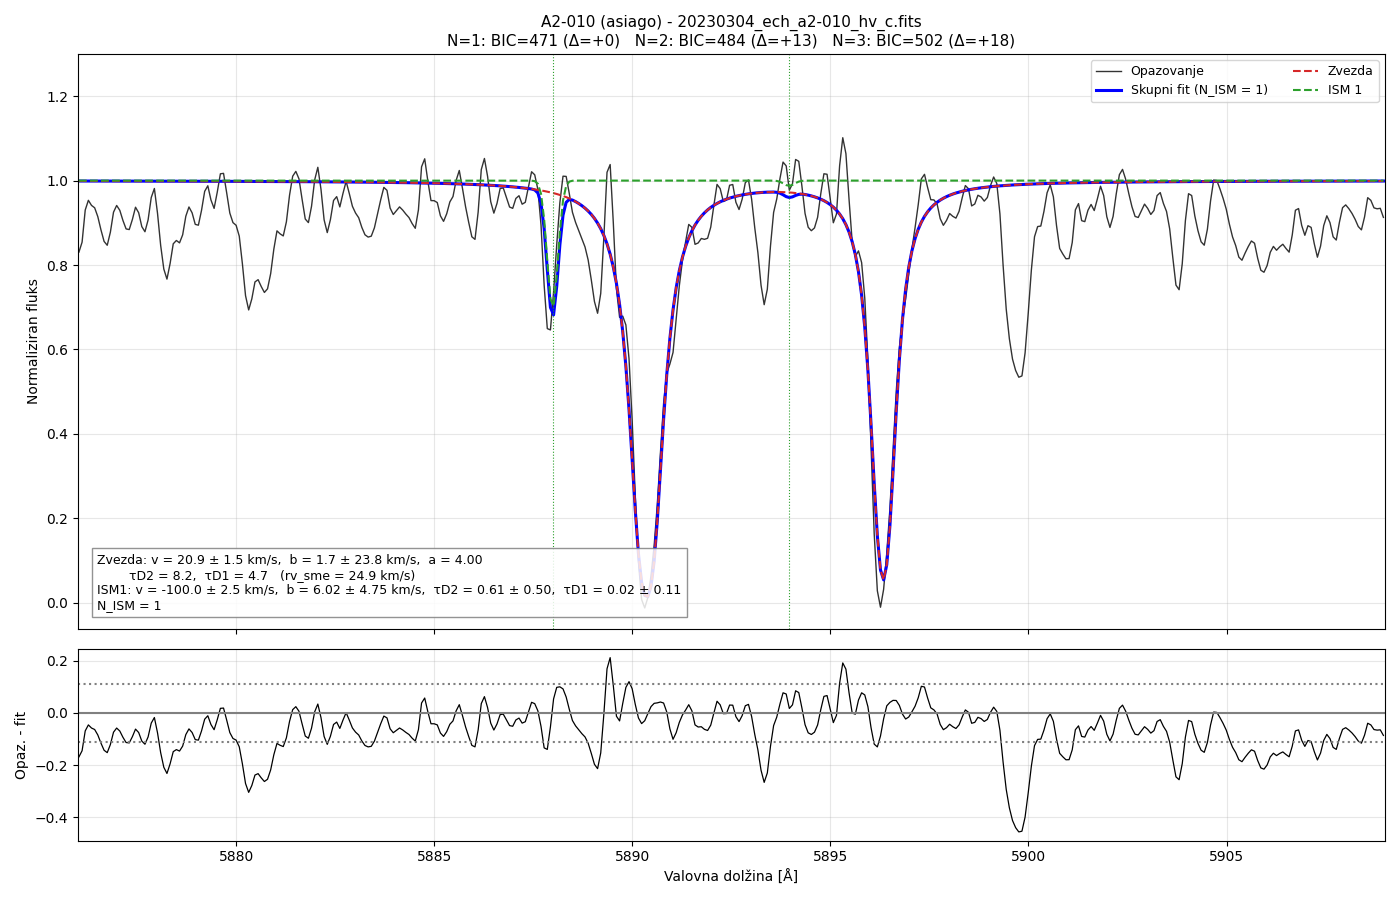 A2-010 (asiago) - 20230304_ech_a2-010_hv_c.fits
N=1: BIC=471 (Δ=+0)   N=2: BIC=484 (Δ=+13)   N=3: BIC=502 (Δ=+18)
Opazovanje
Skupni fit (N_ISM = 1)
Zvezda
ISM 1
Normaliziran fluks
1.2
1.0
0.8
0.6
0.4
0.2
0.0
Zvezda: v = 20.9 ± 1.5 km/s,  b = 1.7 ± 23.8 km/s,  a = 4.00
τD2 = 8.2,  τD1 = 4.7   (rv_sme = 24.9 km/s)
ISM1: v = -100.0 ± 2.5 km/s,  b = 6.02 ± 4.75 km/s,  τD2 = 0.61 ± 0.50,  τD1 = 0.02 ± 0.11
N_ISM = 1
Opaz. - fit
0.2
0.0
−0.2
−0.4
5880
5885
5890
5895
5900
5905
Valovna dolžina [Å]